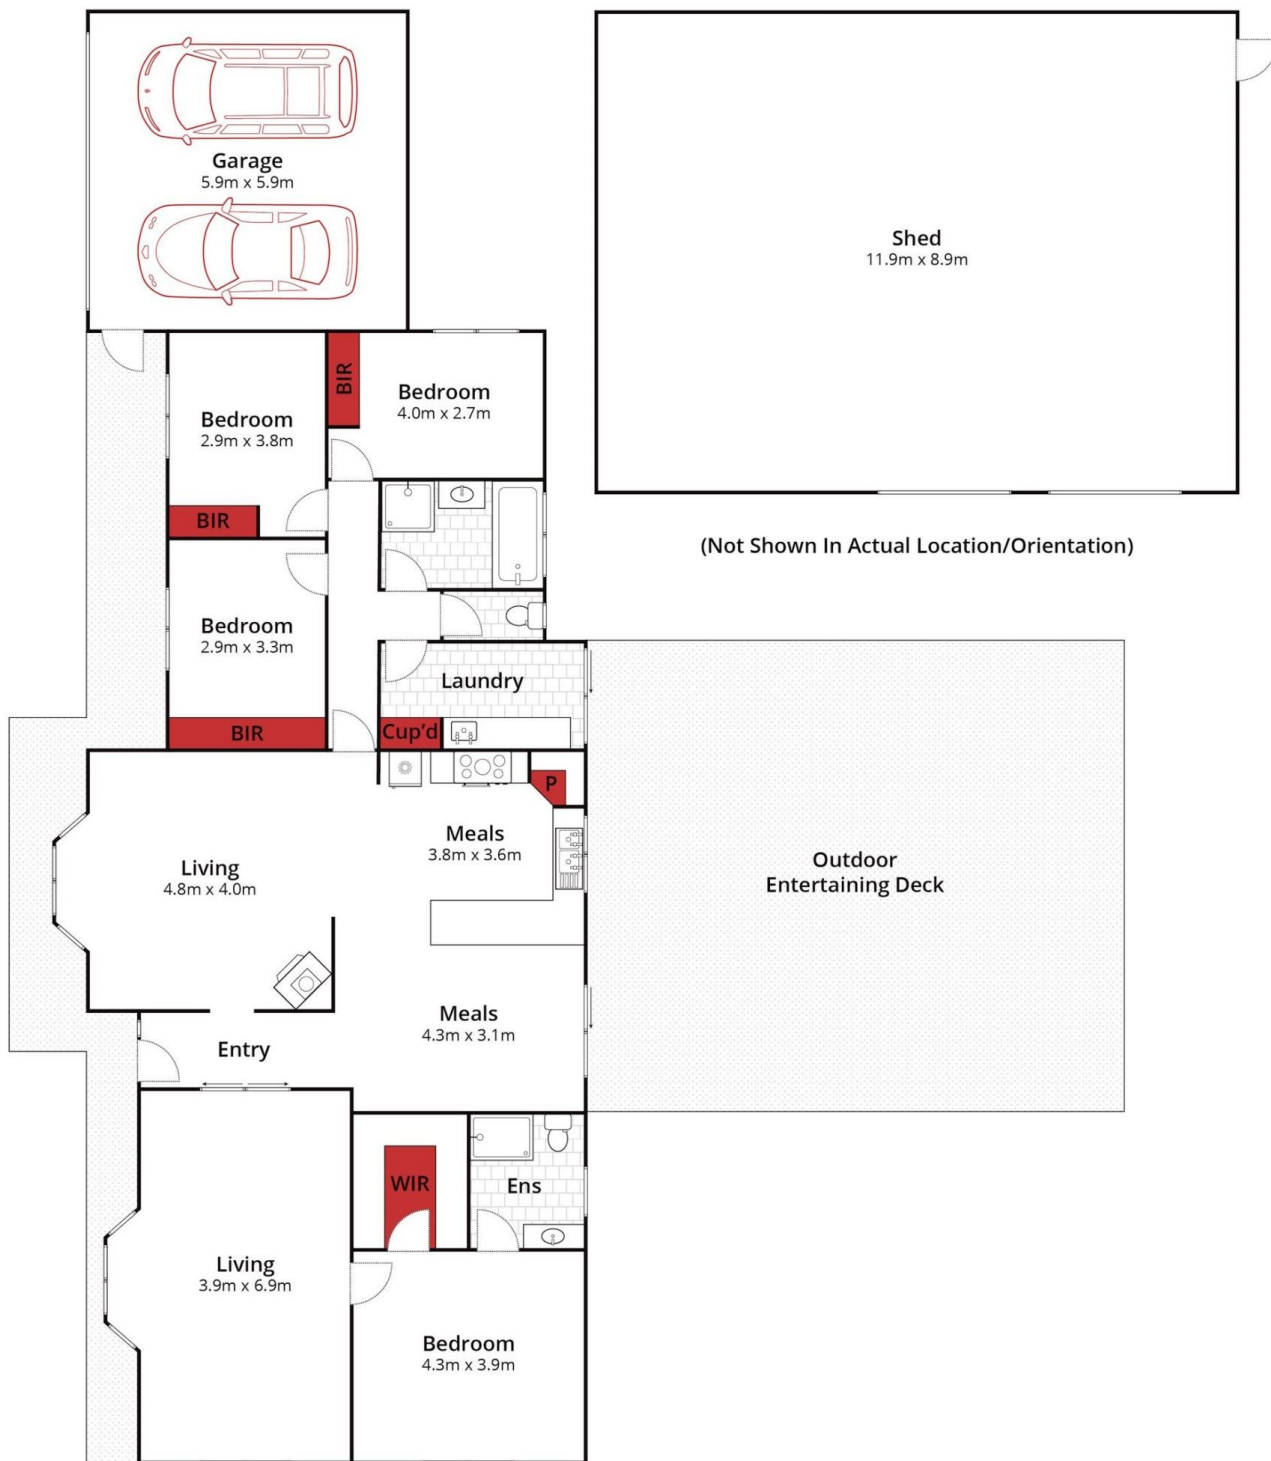 Garage
5.9m x 5.9m
Shed
11.9m x 8.9m
BIR
Bedroom
4.0m x 2.7m
Bedroom
2.9m x 3.8m
BIR
(Not Shown In Actual Location/Orientation)
Bedroom
2.9m x 3.3m
BIR
Laundry
Cup'd
P
Meals
3.8m x 3.6m
Living
4.8m x 4.0m
Outdoor
Entertaining Deck
Meals
4.3m x 3.1m
Entry
WIR
Ens
Living
3.9m x 6.9m
Bedroom
4.3m x 3.9m